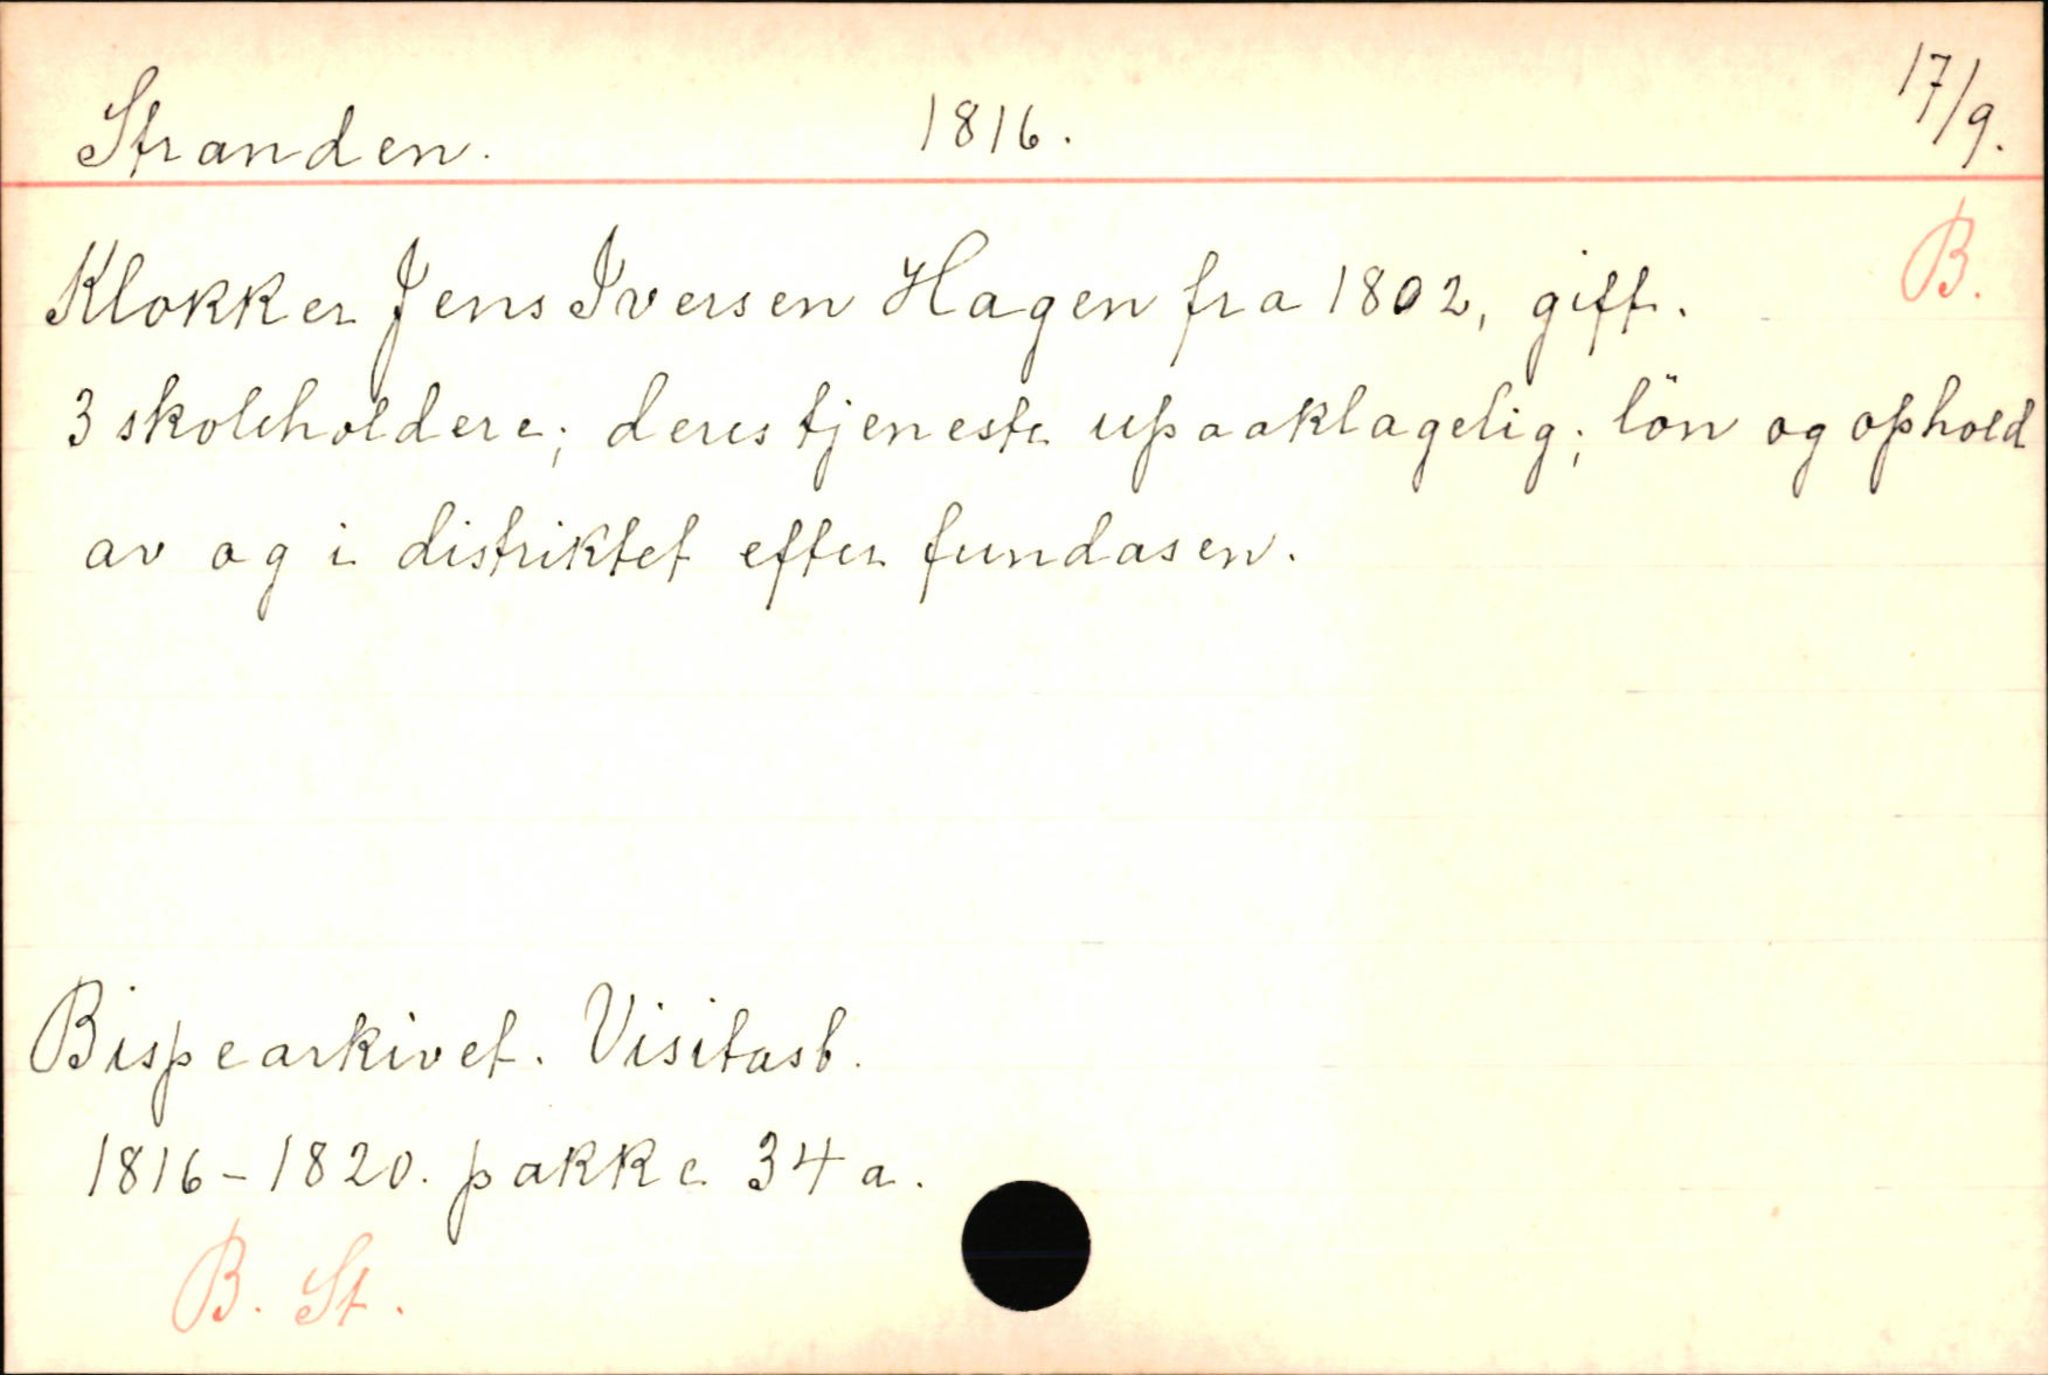 Stranden. 1816. 17/9.
B.
Klokker Jens Iversen Hagen fra 1802, gift.
3 skoleholdere; deres tjeneste upaaklagelig; lön og ophold
av og i distriktet efter fundasen.
Bispearkivet. Visitasb.
1816-1820. pakke 34a.
B. St.